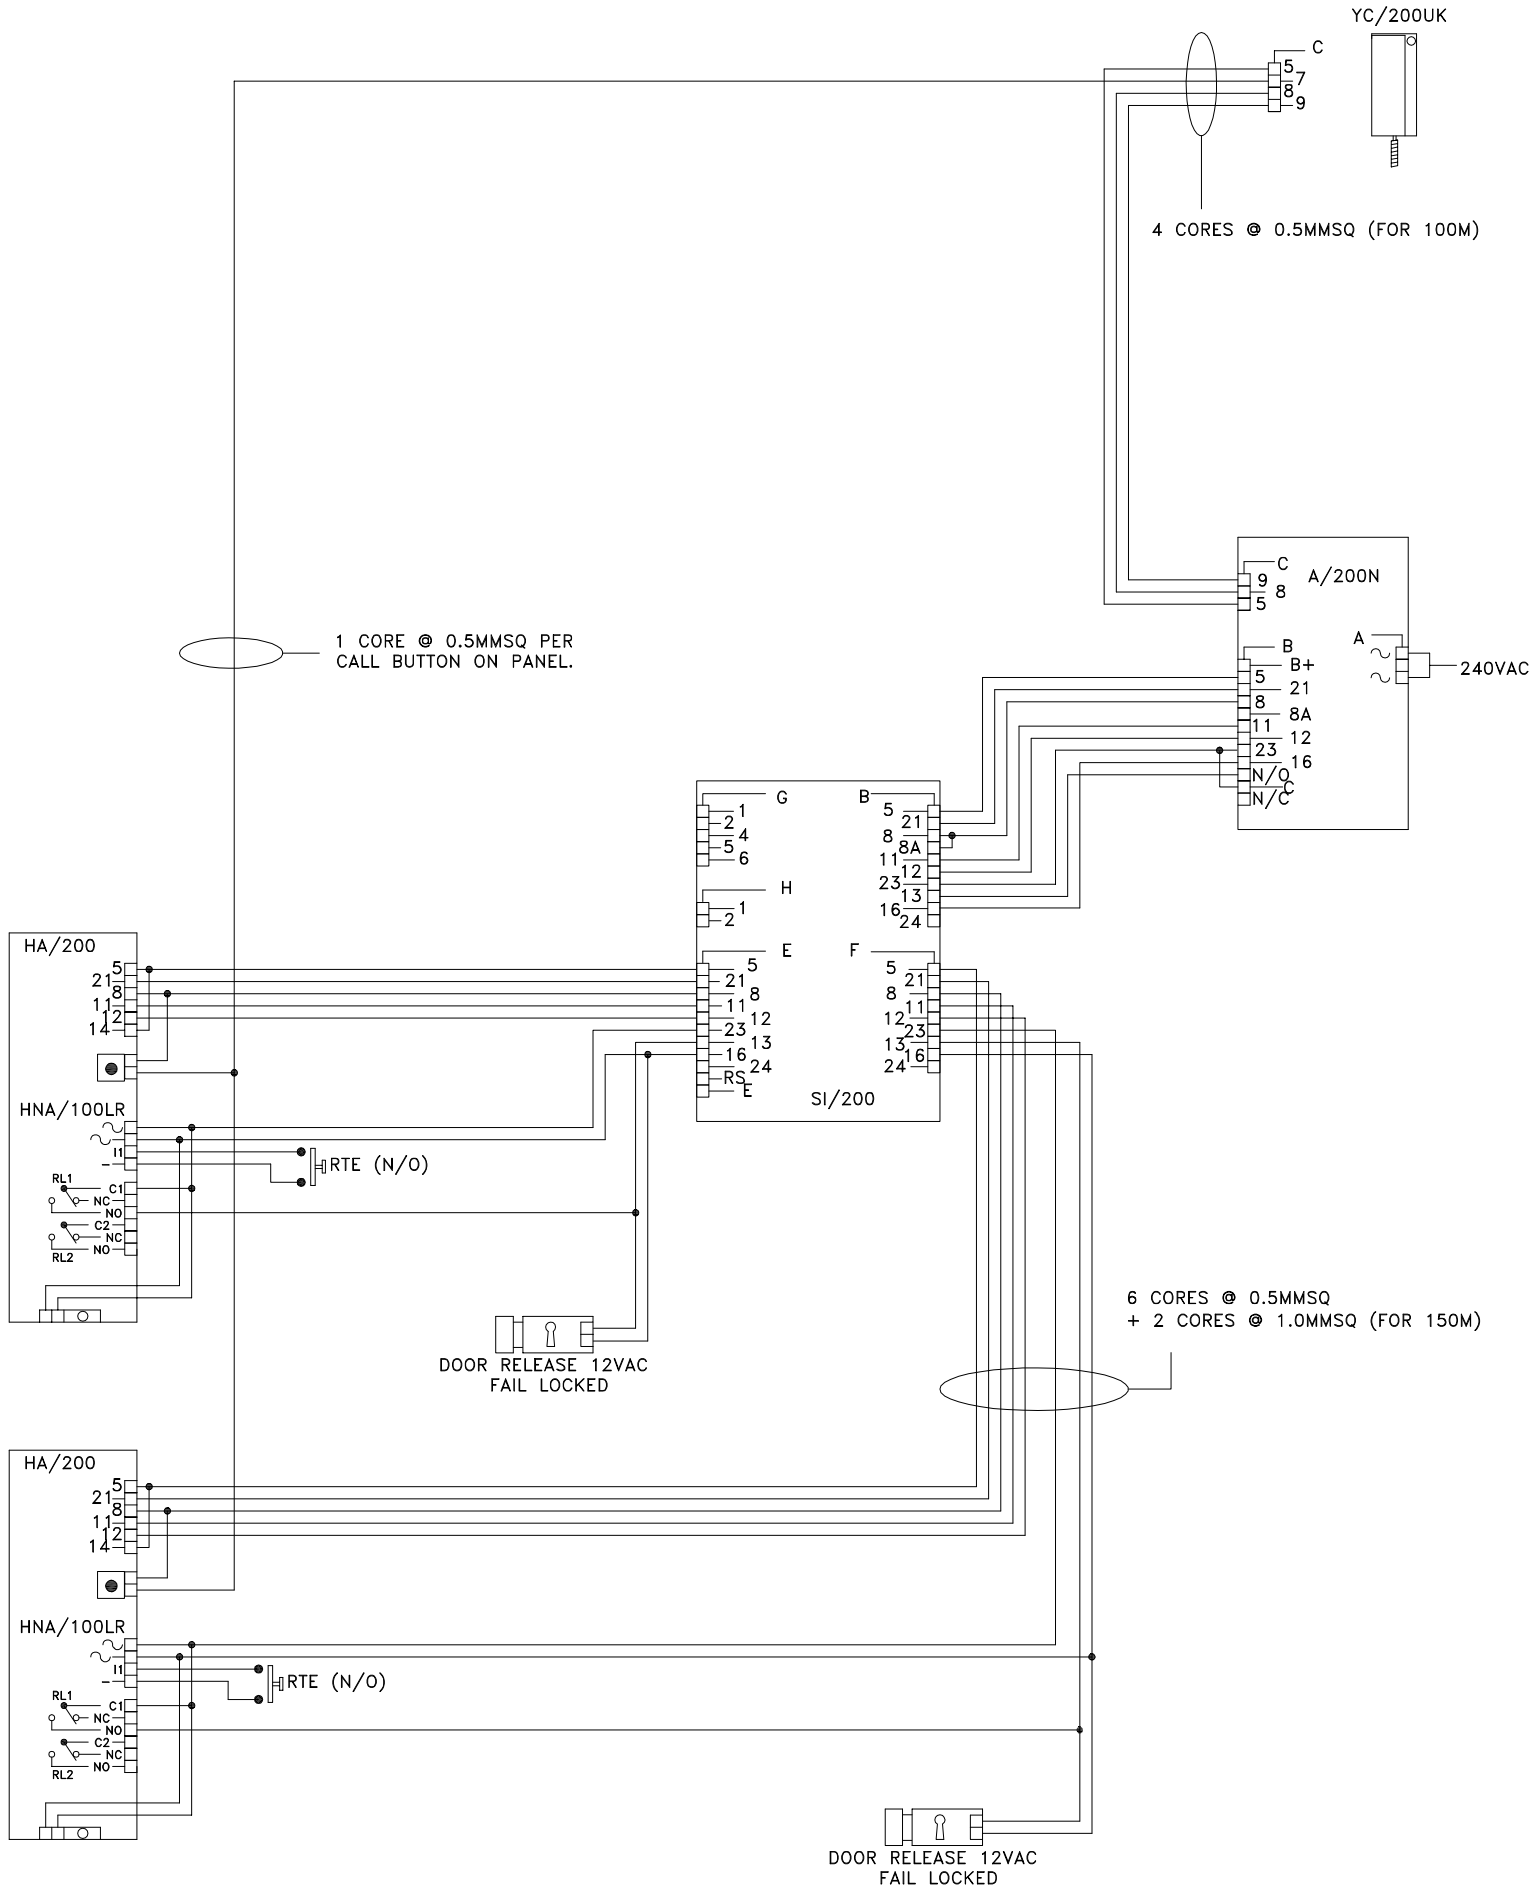 YC/200UK
C
5
7
8
9
4 CORES @ 0.5MMSQ (FOR 100M)
A/200N
C
9
8
5
A
240VAC
B
B+
5
21
8
8A
11
12
23
16
N/O
C
N/C
1 CORE @ 0.5MMSQ PER
CALL BUTTON ON PANEL.
SI/200
G
1
2
4
5
6
H
1
2
B
5
21
8
8A
11
12
23
13
16
24
E
5
21
8
11
12
23
13
16
24
RS
E
F
5
21
8
11
12
23
13
16
24
HA/200
5
21
8
11
12
14
HNA/100LR
I1
–
RL1
C1
NC
NO
C2
NC
NO
RL2
RTE (N/O)
DOOR RELEASE 12VAC
FAIL LOCKED
6 CORES @ 0.5MMSQ
+ 2 CORES @ 1.0MMSQ (FOR 150M)
HA/200
5
21
8
11
12
14
HNA/100LR
I1
–
RL1
C1
NC
NO
C2
NC
NO
RL2
RTE (N/O)
DOOR RELEASE 12VAC
FAIL LOCKED